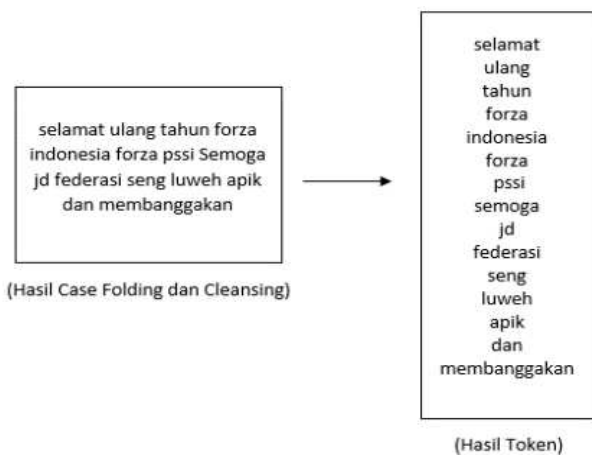 selamat ulang tahun forza
indonesia forza pssi Semoga
jd federasi seng luweh apik
dan membanggakan
(Hasil Case Folding dan Cleansing)
selamat
ulang
tahun
forza
indonesia
forza
pssi
semoga
jd
federasi
seng
luweh
apik
dan
membanggakan
(Hasil Token)